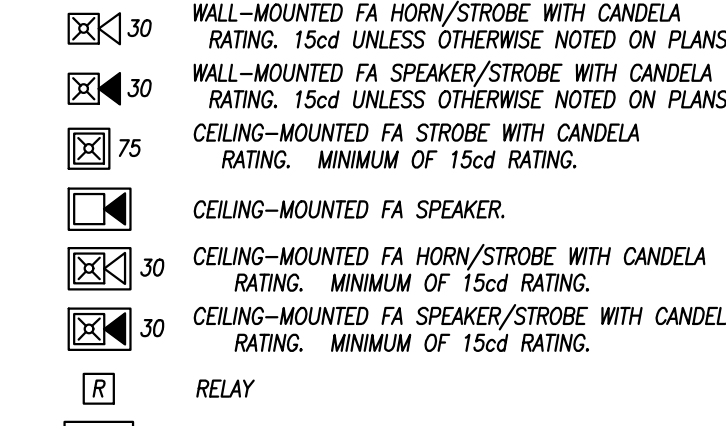 30 WALL-MOUNTED FA HORN/STROBE WITH CANDELA
RATING. 15cd UNLESS OTHERWISE NOTED ON PLANS
30 WALL-MOUNTED FA SPEAKER/STROBE WITH CANDELA
RATING. 15cd UNLESS OTHERWISE NOTED ON PLANS
75 CEILING-MOUNTED FA STROBE WITH CANDELA
RATING. MINIMUM OF 15cd RATING.
CEILING-MOUNTED FA SPEAKER.
30 CEILING-MOUNTED FA HORN/STROBE WITH CANDELA
RATING. MINIMUM OF 15cd RATING.
30 CEILING-MOUNTED FA SPEAKER/STROBE WITH CANDEL
RATING. MINIMUM OF 15cd RATING.
R RELAY